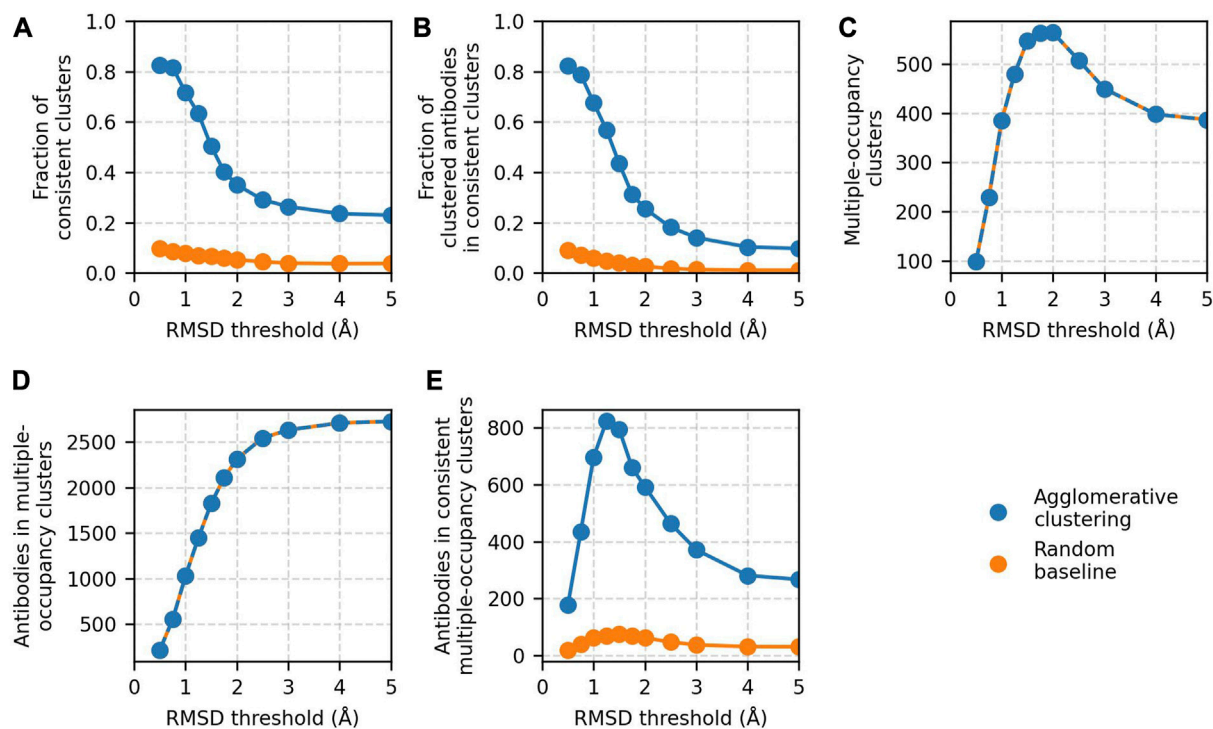 A
Fraction of
consistent clusters
1.0
0.8
0.6
0.4
0.2
0.0
0 1 2 3 4 5
RMSD threshold (Å)
B
Fraction of
clustered antibodies
in consistent clusters
1.0
0.8
0.6
0.4
0.2
0.0
0 1 2 3 4 5
RMSD threshold (Å)
C
Multiple-occupancy
clusters
500
400
300
200
100
0 1 2 3 4 5
RMSD threshold (Å)
D
Antibodies in multiple-
occupancy clusters
2500
2000
1500
1000
500
0 1 2 3 4 5
RMSD threshold (Å)
E
Antibodies in consistent
multiple-occupancy clusters
800
600
400
200
0
0 1 2 3 4 5
RMSD threshold (Å)
Agglomerative
clustering
Random
baseline